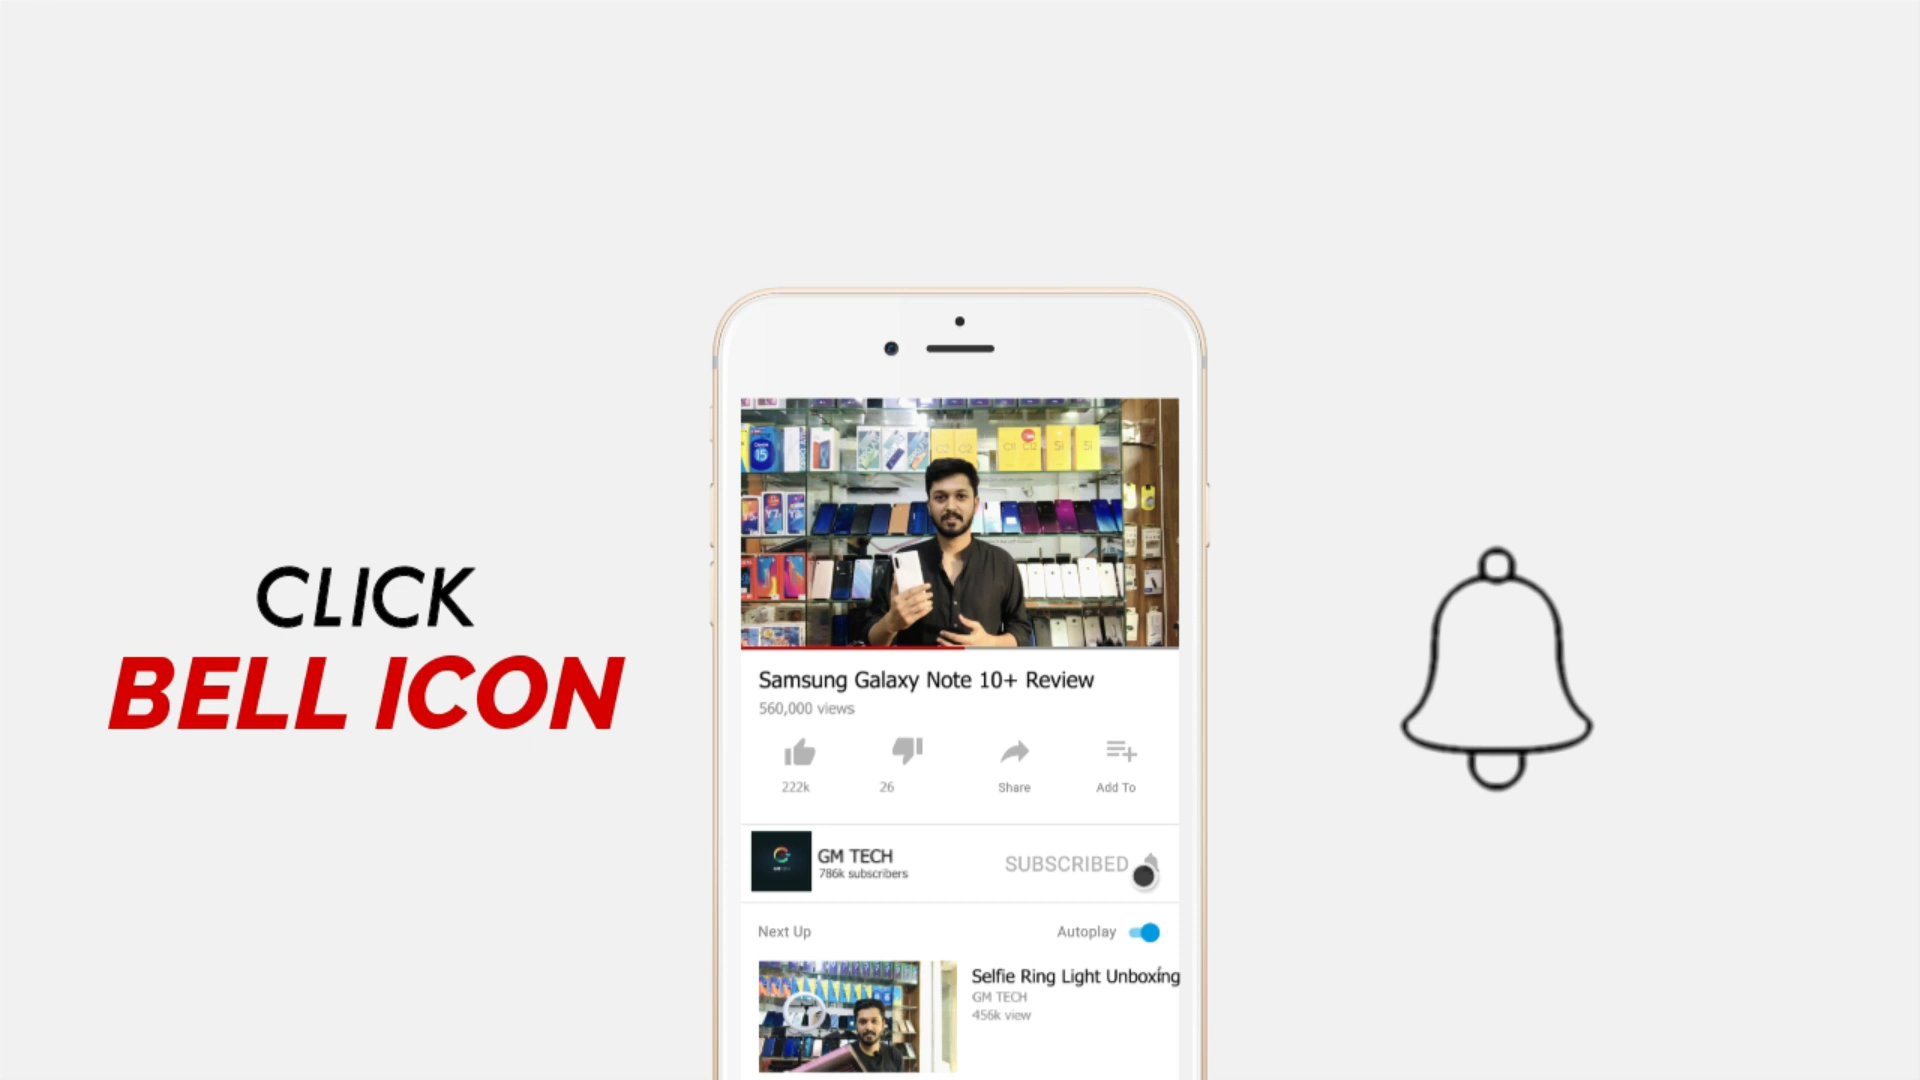 CLICK
BELL ICON
Samsung Galaxy Note 10+ Review
560,000 views
222k
26
Share
Add To
GM TECH
786k subscribers
SUBSCRIBED
Next Up
Autoplay
Selfie Ring Light Unboxing
GM TECH
456k view